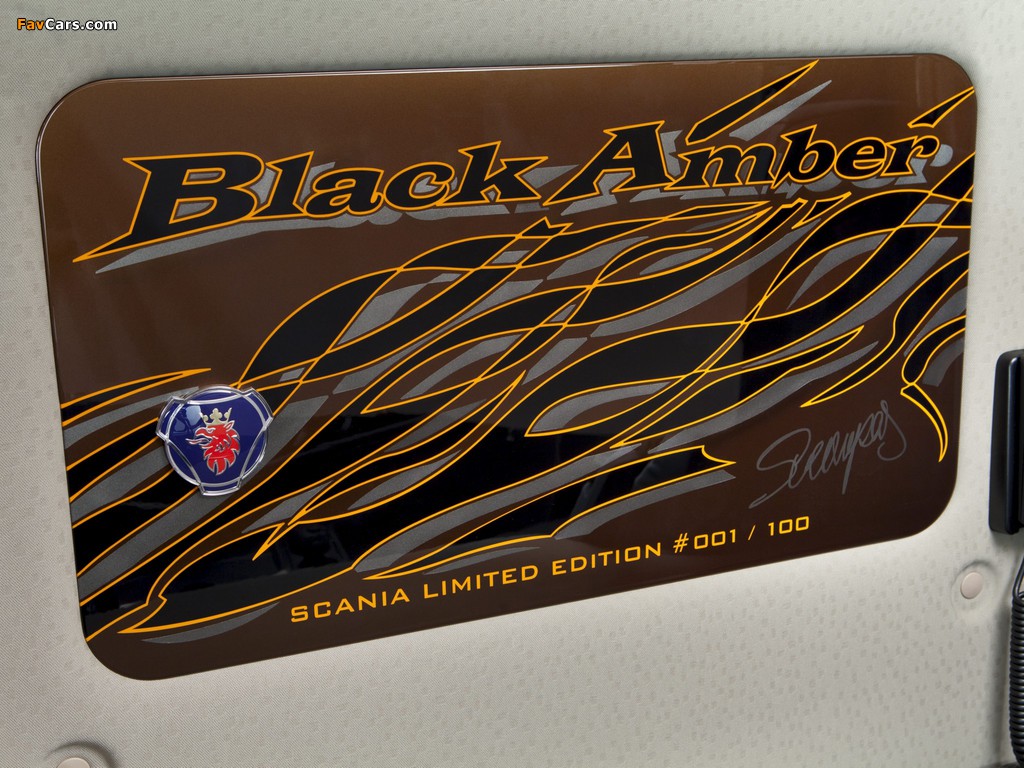 FavCars.com
Black Amber
SCANIA LIMITED EDITION #001 / 100